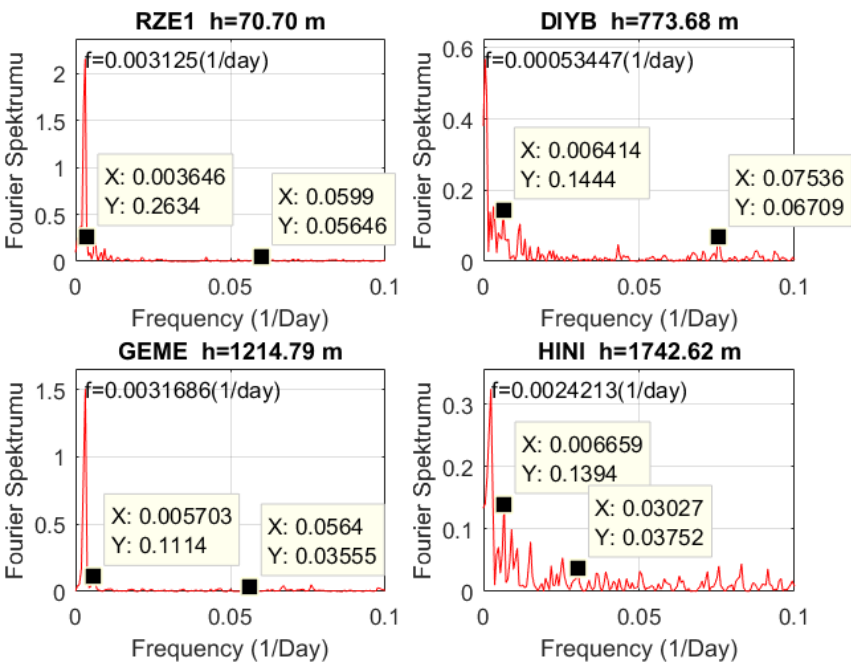 RZE1 h=70.70 m
f=0.003125(1/day)
X: 0.003646
Y: 0.2634
X: 0.0599
Y: 0.05646
2
1.5
1
0.5
0
0
0.05
0.1
Fourier Spektrumu
Frequency (1/Day)
DIYB h=773.68 m
f=0.00053447(1/day)
X: 0.006414
Y: 0.1444
X: 0.07536
Y: 0.06709
0.6
0.4
0.2
0
0
0.05
0.1
Fourier Spektrumu
Frequency (1/Day)
GEME h=1214.79 m
f=0.0031686(1/day)
X: 0.005703
Y: 0.1114
X: 0.0564
Y: 0.03555
1.5
1
0.5
0
0
0.05
0.1
Fourier Spektrumu
Frequency (1/Day)
HINI h=1742.62 m
f=0.0024213(1/day)
X: 0.006659
Y: 0.1394
X: 0.03027
Y: 0.03752
0.3
0.2
0.1
0
0
0.05
0.1
Fourier Spektrumu
Frequency (1/Day)